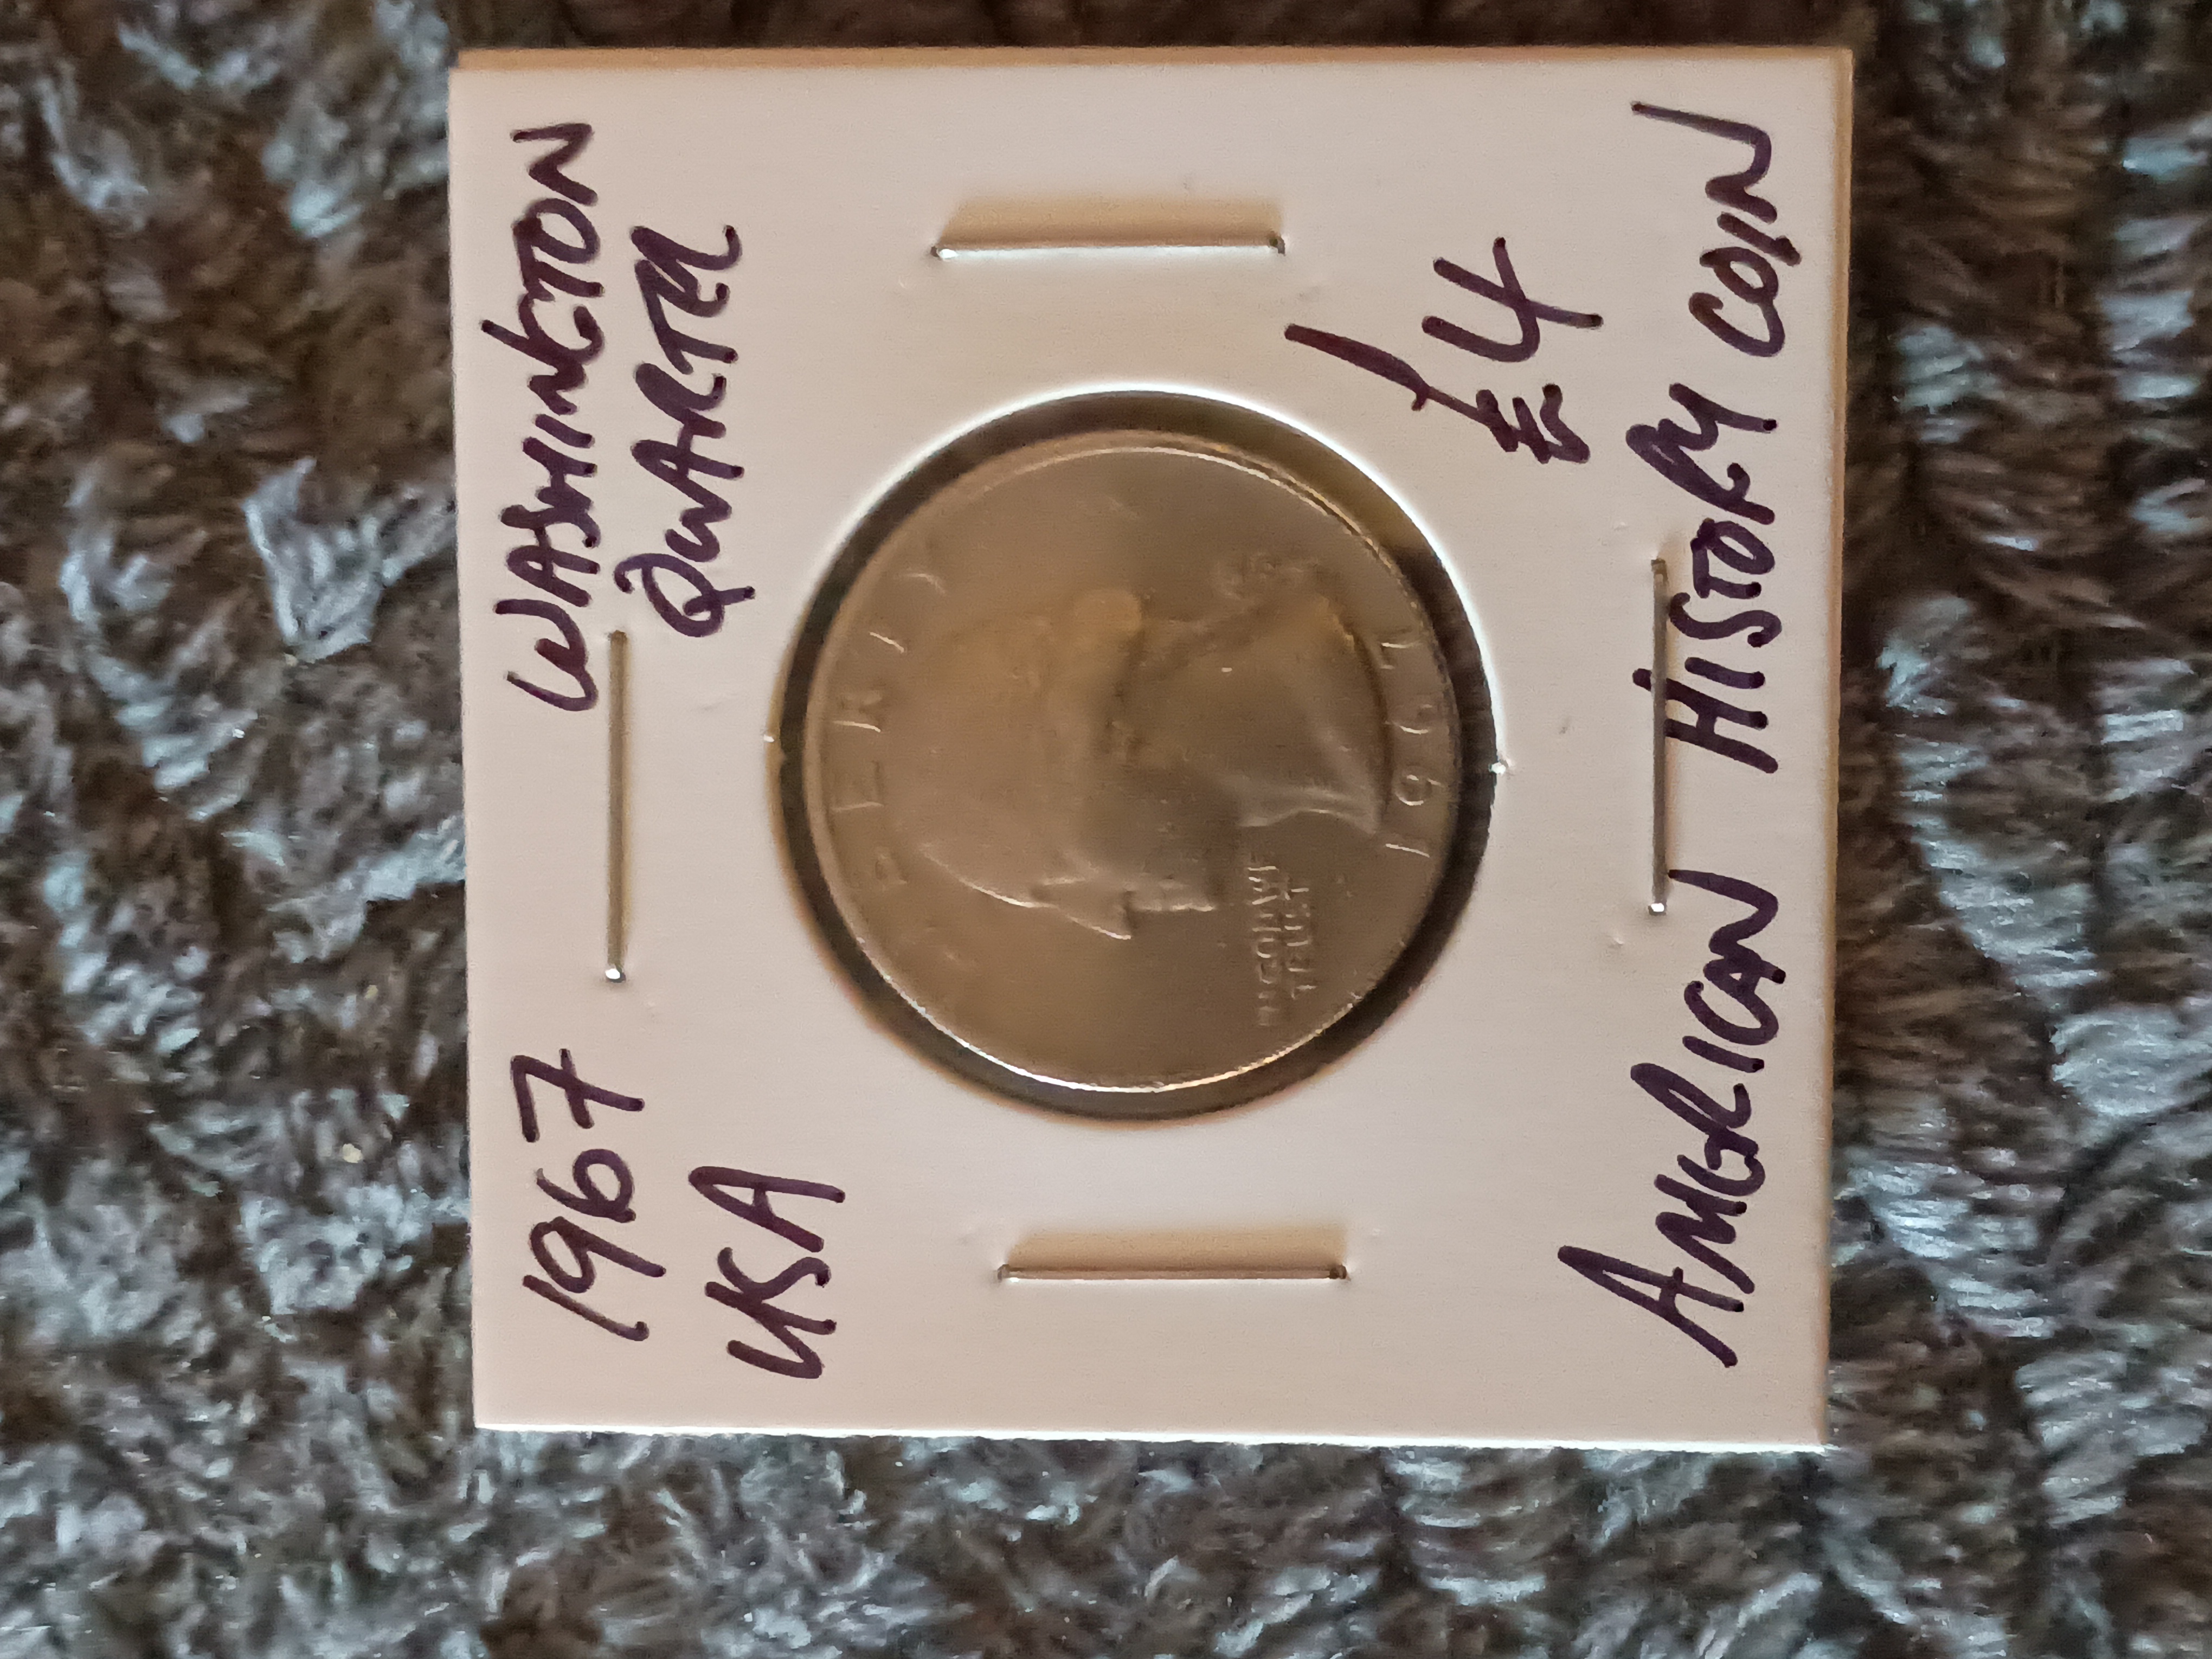 1967
WASHINGTON
USA
QUARTER
LIBERTY
IN GOD WE
TRUST
1967
£4
AMERICAN HISTORY COIN